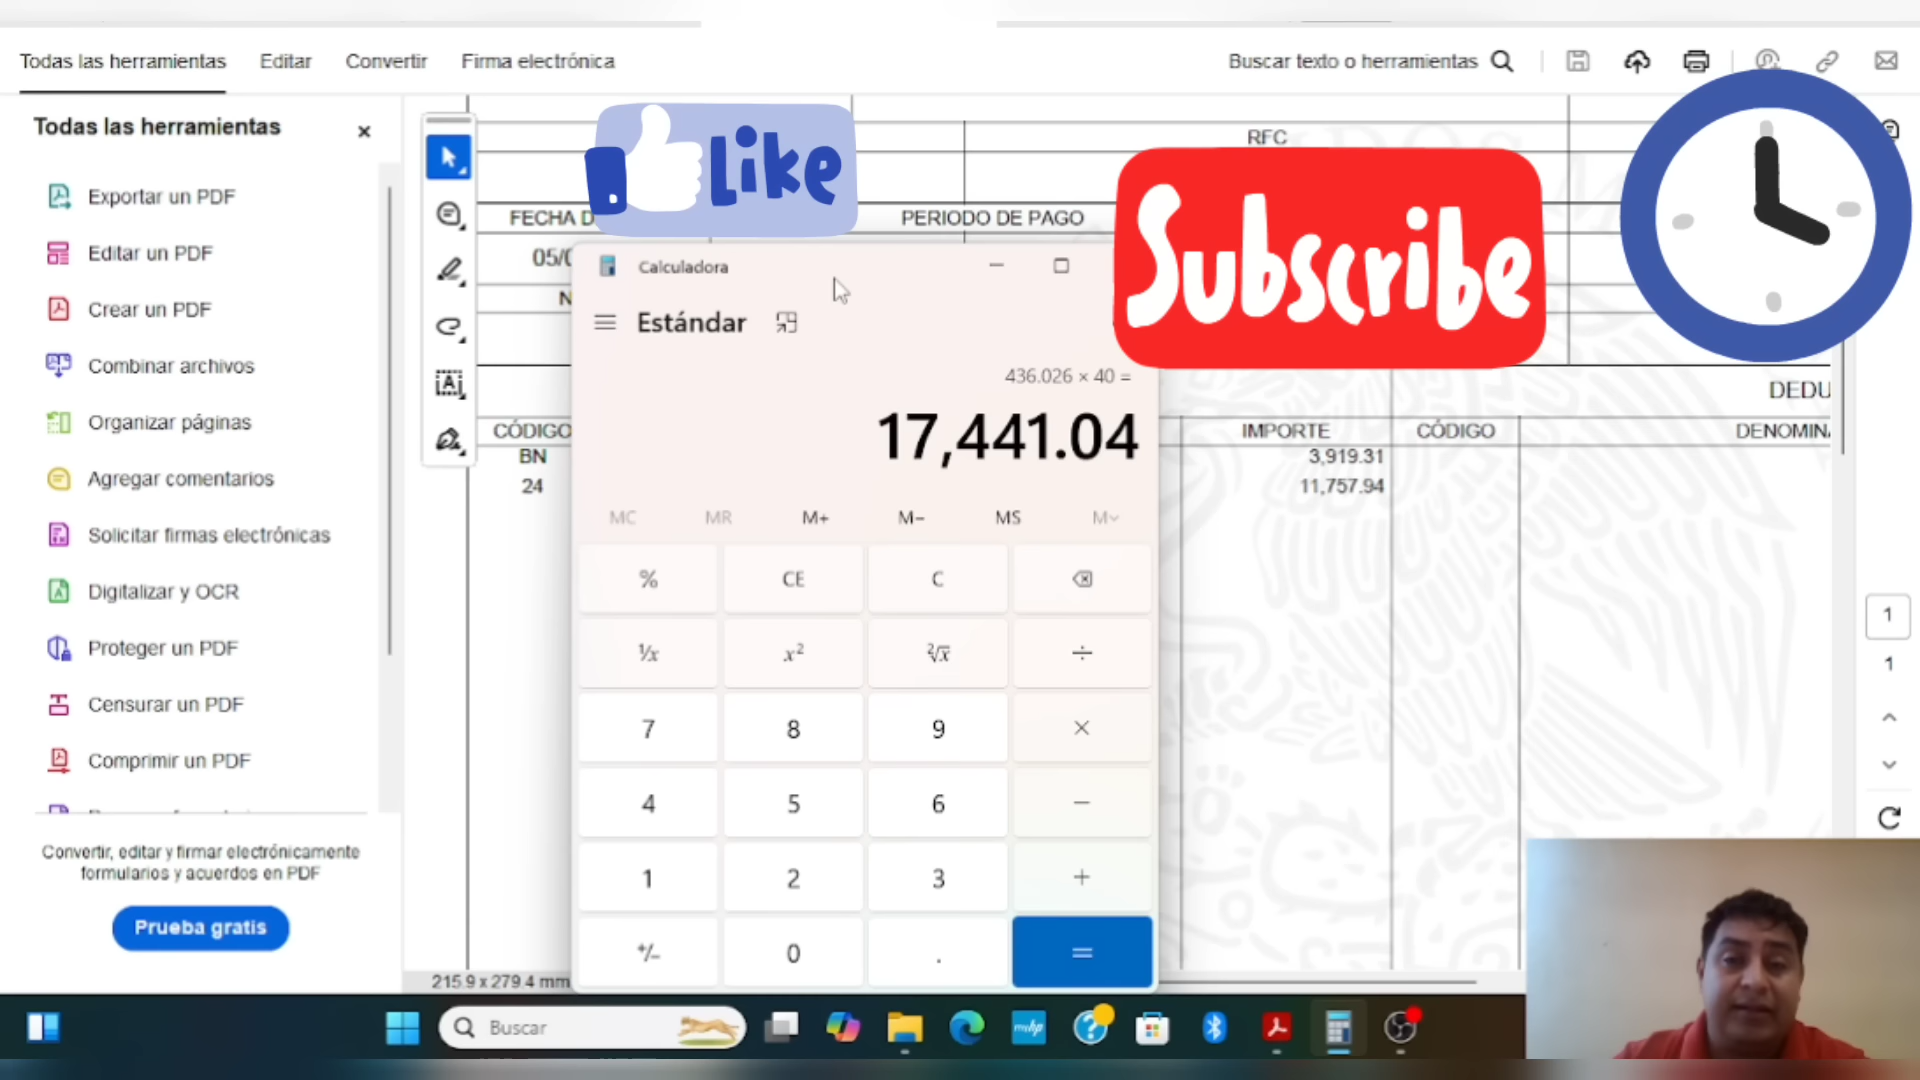 Todas las herramientas Editar Convertir Firma electrónica Buscar texto o herramientas
Todas las herramientas
Exportar un PDF
Editar un PDF
Crear un PDF
Combinar archivos
Organizar páginas
Agregar comentarios
Solicitar firmas electrónicas
Digitalizar y OCR
Proteger un PDF
Censurar un PDF
Comprimir un PDF
Convertir, editar y firmar electrónicamente
formularios y acuerdos en PDF
Prueba gratis
RFC
Like
Subscribe
FECHA D PERIODO DE PAGO
05/0
N
DEDU
CÓDIGO IMPORTE CÓDIGO DENOMIN
BN 3,919.31
24 11,757.94
215.9 x 279.4 mm
Calculadora
Estándar
436.026 × 40 =
17,441.04
MC MR M+ M− MS M
% CE C
¹/x x² ²√x ÷
7 8 9 ×
4 5 6 −
1 2 3 +
+/− 0 . =
1
1
Buscar
myhp